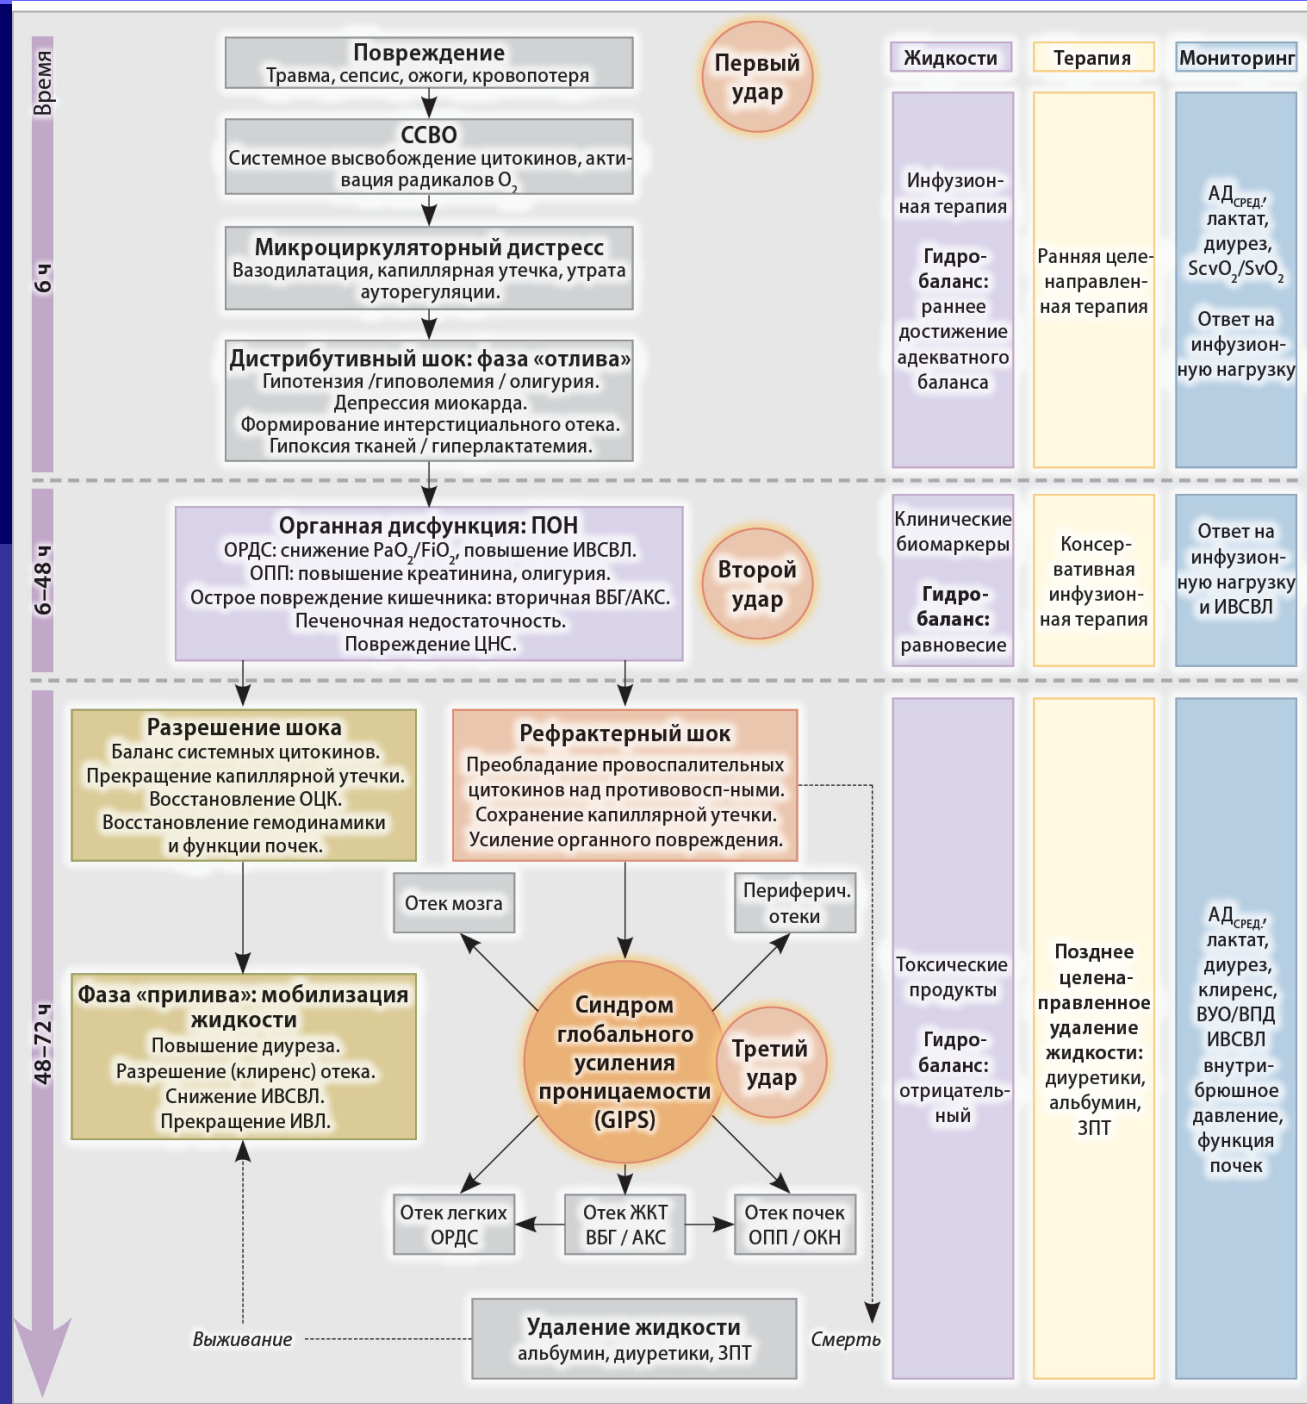 Время
6 ч
6–48 ч
48–72 ч
Повреждение
Травма, сепсис, ожоги, кровопотеря
ССВО
Системное высвобождение цитокинов, акти-
вация радикалов O₂
Микроциркуляторный дистресс
Вазодилатация, капиллярная утечка, утрата
ауторегуляции.
Дистрибутивный шок: фаза «отлива»
Гипотензия /гиповолемия / олигурия.
Депрессия миокарда.
Формирование интерстициального отека.
Гипоксия тканей / гиперлактатемия.
Первый
удар
Органная дисфункция: ПОН
ОРДС: снижение PaO₂/FiO₂, повышение ИВСВЛ.
ОПП: повышение креатинина, олигурия.
Острое повреждение кишечника: вторичная ВБГ/АКС.
Печеночная недостаточность.
Повреждение ЦНС.
Второй
удар
Разрешение шока
Баланс системных цитокинов.
Прекращение капиллярной утечки.
Восстановление ОЦК.
Восстановление гемодинамики
и функции почек.
Рефрактерный шок
Преобладание провоспалительных
цитокинов над противовосп-ными.
Сохранение капиллярной утечки.
Усиление органного повреждения.
Отек мозга
Периферич.
отеки
Фаза «прилива»: мобилизация
жидкости
Повышение диуреза.
Разрешение (клиренс) отека.
Снижение ИВСВЛ.
Прекращение ИВЛ.
Синдром
глобального
усиления
проницаемости
(GIPS)
Третий
удар
Отек легких
ОРДС
Отек ЖКТ
ВБГ / АКС
Отек почек
ОПП / ОКН
Удаление жидкости
альбумин, диуретики, ЗПТ
Выживание
Смерть
Жидкости
Инфузион-
ная терапия
Гидро-
баланс:
раннее
достижение
адекватного
баланса
Клинические
биомаркеры
Гидро-
баланс:
равновесие
Токсические
продукты
Гидро-
баланс:
отрицатель-
ный
Терапия
Ранняя целе-
направлен-
ная терапия
Консер-
вативная
инфузион-
ная терапия
Позднее
целена-
правленное
удаление
жидкости:
диуретики,
альбумин,
ЗПТ
Мониторинг
АДСРЕД.,
лактат,
диурез,
ScvO₂/SvO₂
Ответ на
инфузион-
ную нагрузку
Ответ на
инфузион-
ную нагрузку
и ИВСВЛ
АДСРЕД.,
лактат,
диурез,
клиренс,
ВУО/ВПД
ИВСВЛ
внутри-
брюшное
давление,
функция
почек